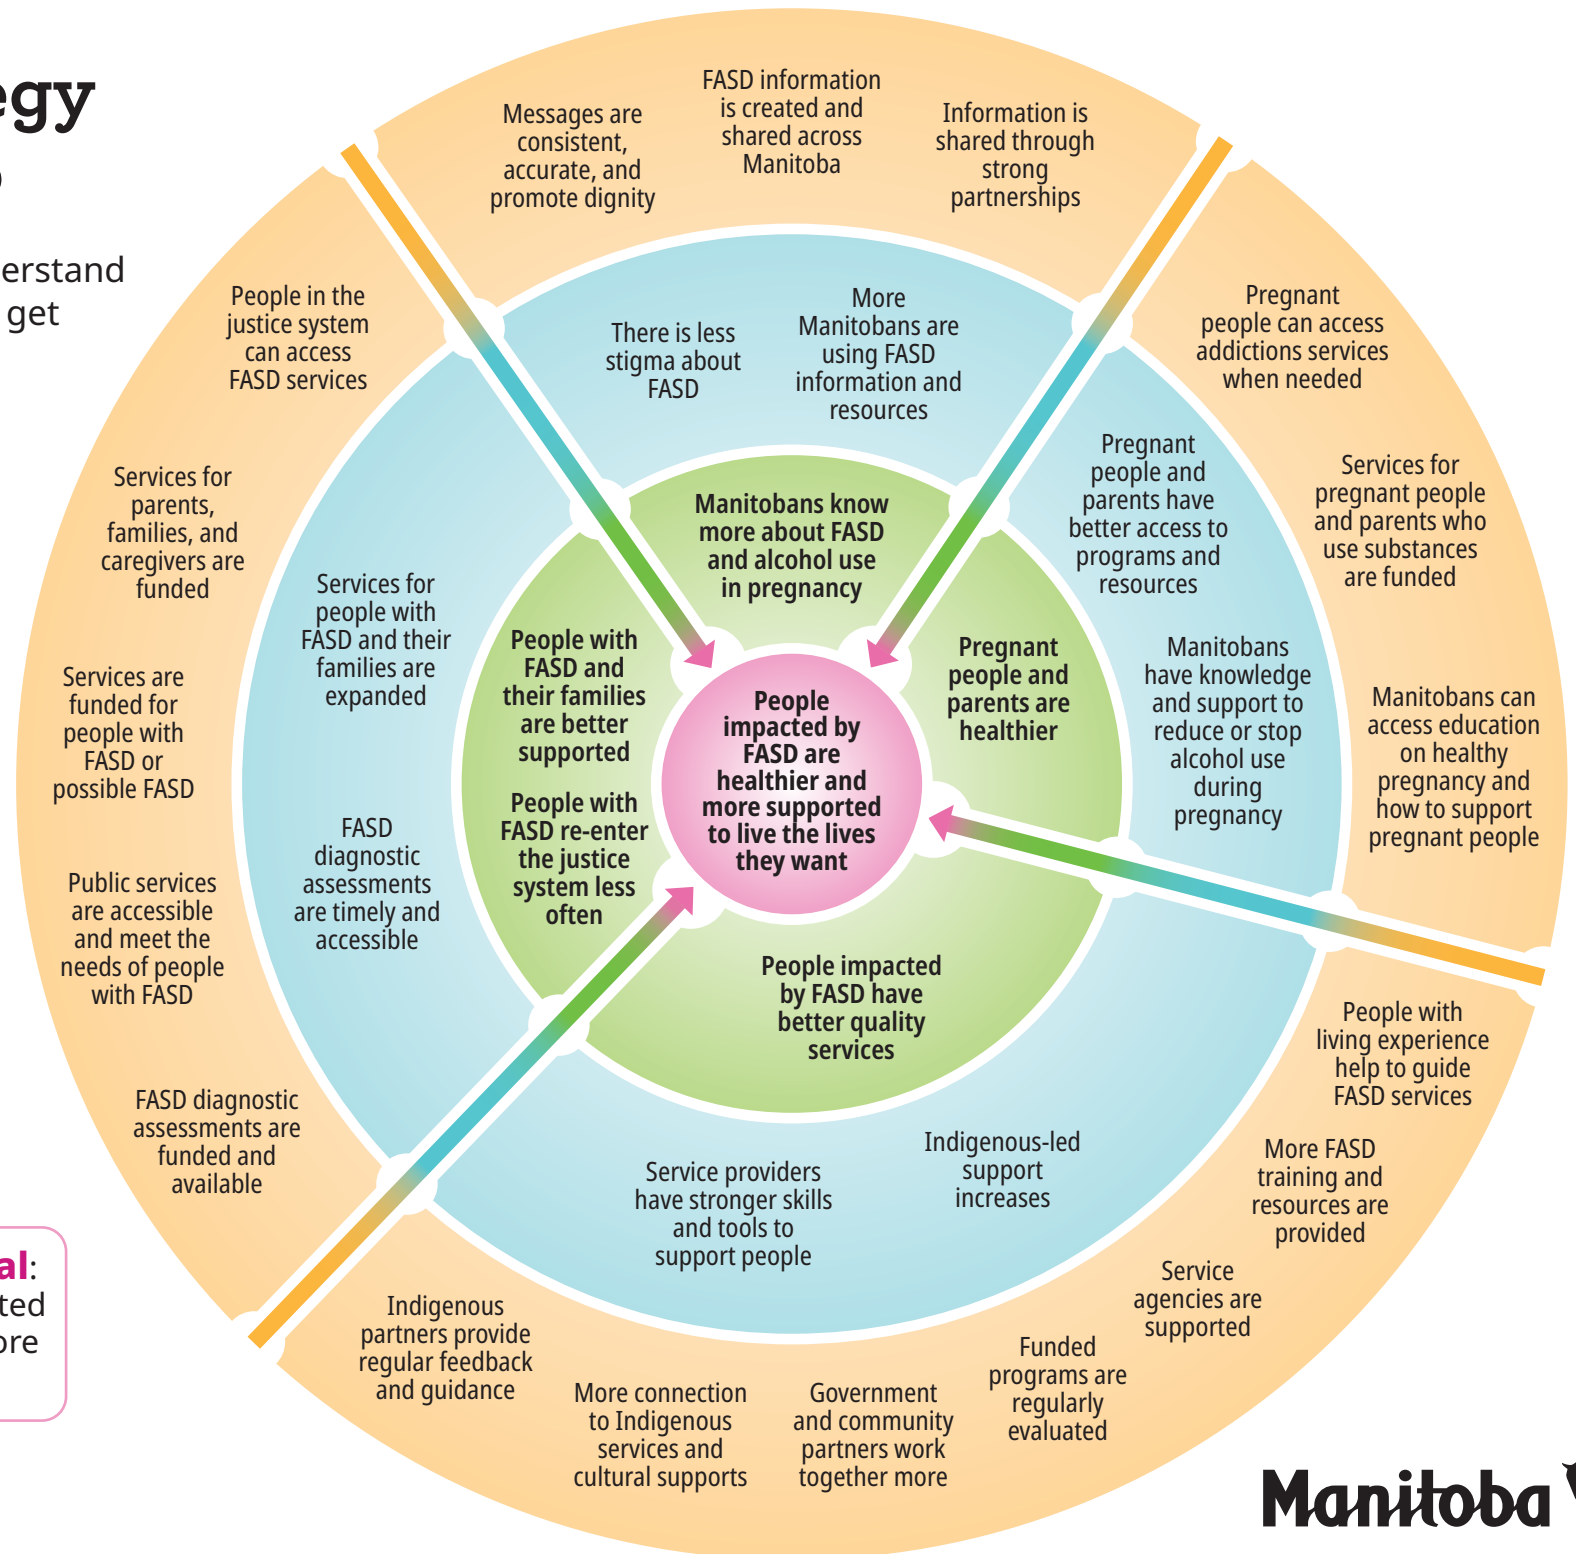 egy
erstand
get
FASD information
is created and
shared across
Manitoba
Messages are
consistent,
accurate, and
promote dignity
Information is
shared through
strong
partnerships
There is less
stigma about
FASD
More
Manitobans are
using FASD
information and
resources
Manitobans know
more about FASD
and alcohol use
in pregnancy
Pregnant
people can access
addictions services
when needed
Services for
pregnant people
and parents who
use substances
are funded
Manitobans can
access education
on healthy
pregnancy and
how to support
pregnant people
Pregnant
people and
parents have
better access to
programs and
resources
Manitobans
have knowledge
and support to
reduce or stop
alcohol use
during
pregnancy
Pregnant
people and
parents are
healthier
People
impacted by
FASD are
healthier and
more supported
to live the lives
they want
People with
living experience
help to guide
FASD services
More FASD
training and
resources are
provided
Service
agencies are
supported
Funded
programs are
regularly
evaluated
Government
and community
partners work
together more
More connection
to Indigenous
services and
cultural supports
Indigenous
partners provide
regular feedback
and guidance
Indigenous-led
support
increases
Service providers
have stronger skills
and tools to
support people
People impacted
by FASD have
better quality
services
People in the
justice system
can access
FASD services
Services for
parents,
families, and
caregivers are
funded
Services are
funded for
people with
FASD or
possible FASD
Public services
are accessible
and meet the
needs of people
with FASD
FASD diagnostic
assessments are
funded and
available
Services for
people with
FASD and their
families are
expanded
FASD
diagnostic
assessments
are timely and
accessible
People with
FASD and
their families
are better
supported
People with
FASD re-enter
the justice
system less
often
al:
ted
ore
Manitoba